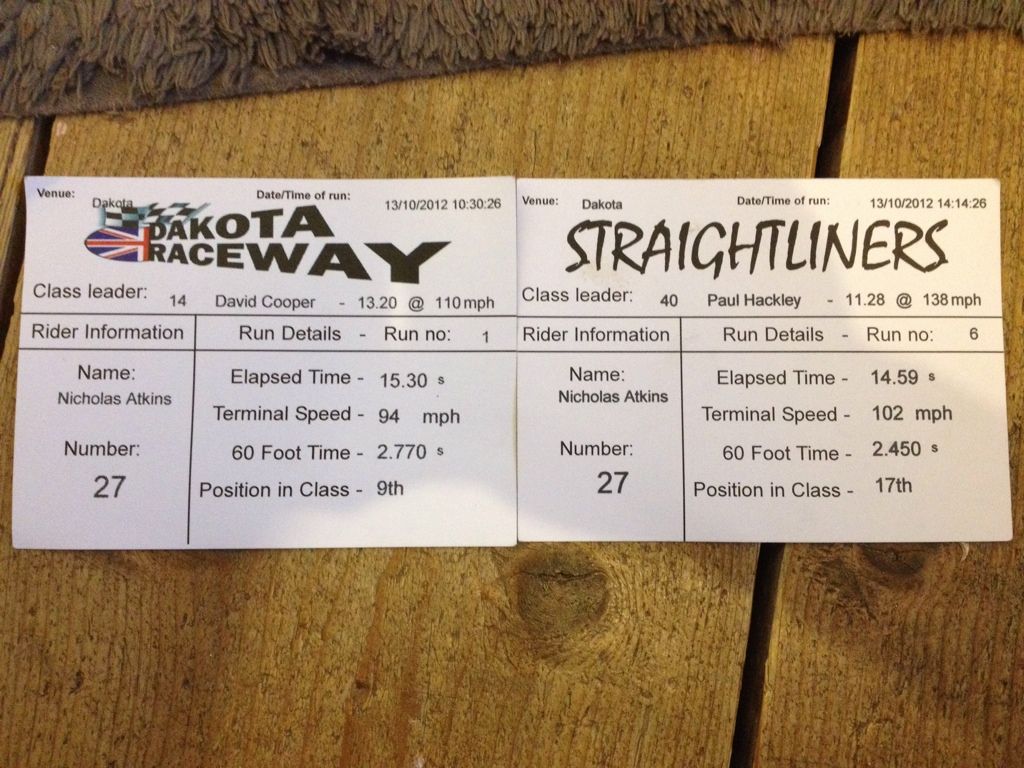 Venue: Dakota Date/Time of run: 13/10/2012 10:30:26
DAKOTA
RACEWAY
Class leader: 14 David Cooper - 13.20 @ 110 mph
Rider Information Run Details - Run no: 1
Name:
Nicholas Atkins
Number:
27
Elapsed Time - 15.30 s
Terminal Speed - 94 mph
60 Foot Time - 2.770 s
Position in Class - 9th
Venue: Dakota Date/Time of run: 13/10/2012 14:14:26
STRAIGHTLINERS
Class leader: 40 Paul Hackley - 11.28 @ 138 mph
Rider Information Run Details - Run no: 6
Name:
Nicholas Atkins
Number:
27
Elapsed Time - 14.59 s
Terminal Speed - 102 mph
60 Foot Time - 2.450 s
Position in Class - 17th